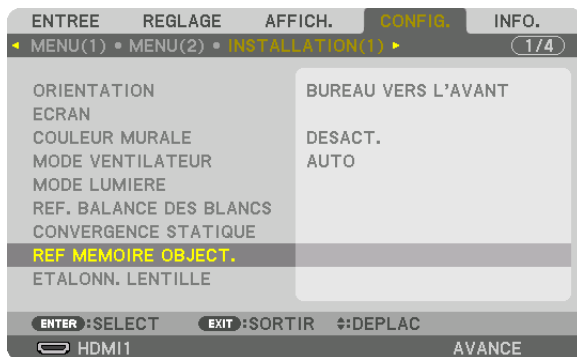 ENTREE REGLAGE AFFICH. CONFIG. INFO.
MENU(1) • MENU(2) • INSTALLATION(1) 1/4
ORIENTATION BUREAU VERS L'AVANT
ECRAN
COULEUR MURALE DESACT.
MODE VENTILATEUR AUTO
MODE LUMIERE
REF. BALANCE DES BLANCS
CONVERGENCE STATIQUE
REF MEMOIRE OBJECT.
ETALONN. LENTILLE
ENTER :SELECT EXIT :SORTIR :DEPLAC
HDMI1 AVANCE